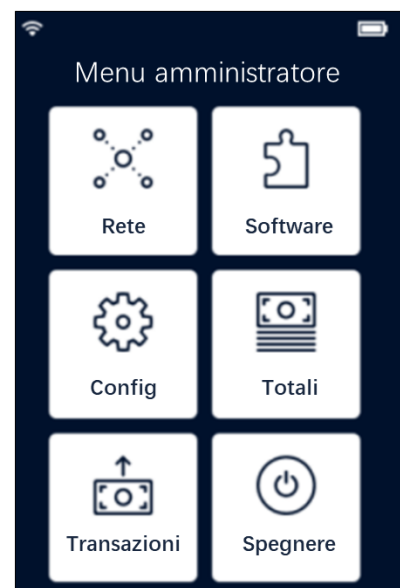 Menu amministratore
Rete
Software
Config
Totali
Transazioni
Spegnere